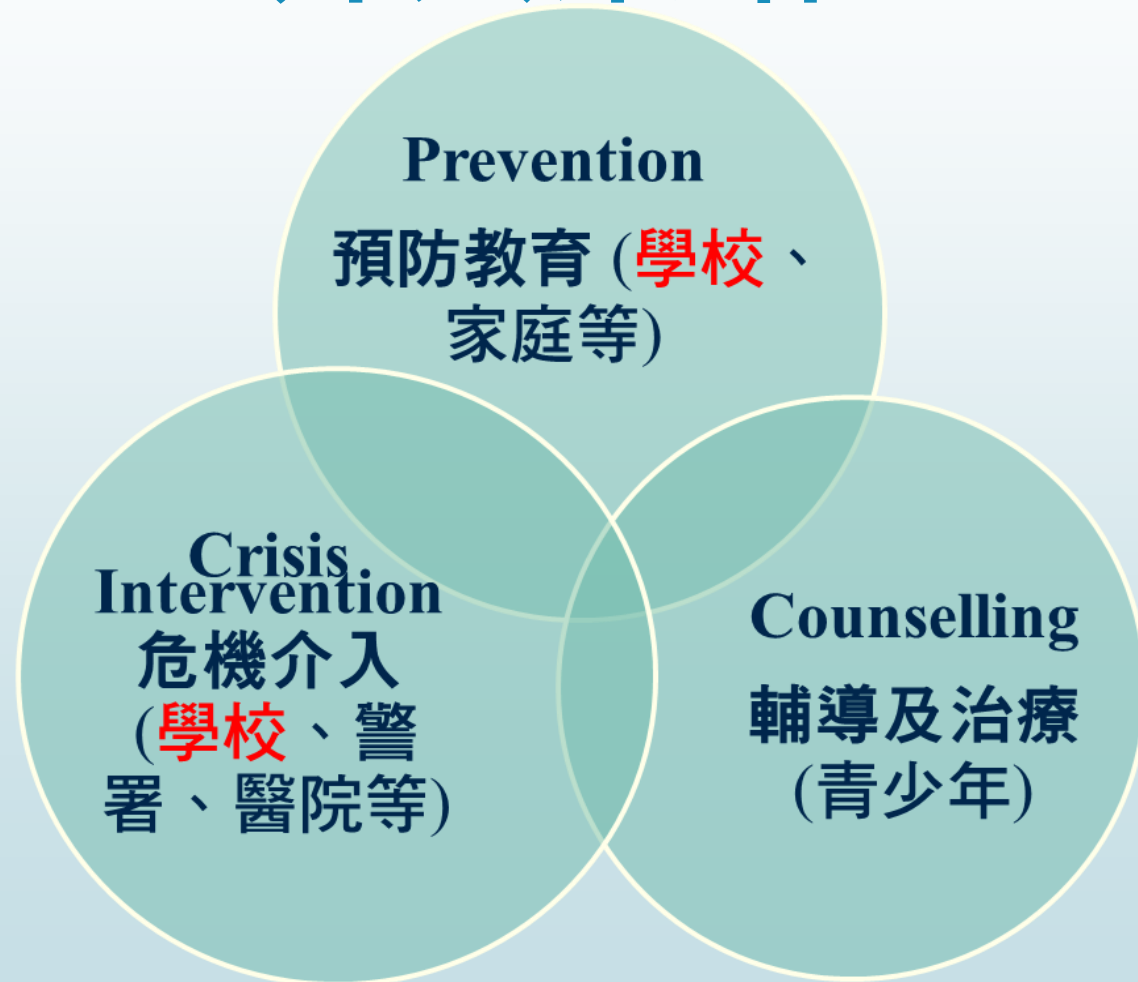 Prevention
預防教育 (學校、
家庭等)
Crisis
Intervention
危機介入
(學校、警
署、醫院等)
Counselling
輔導及治療
(青少年)